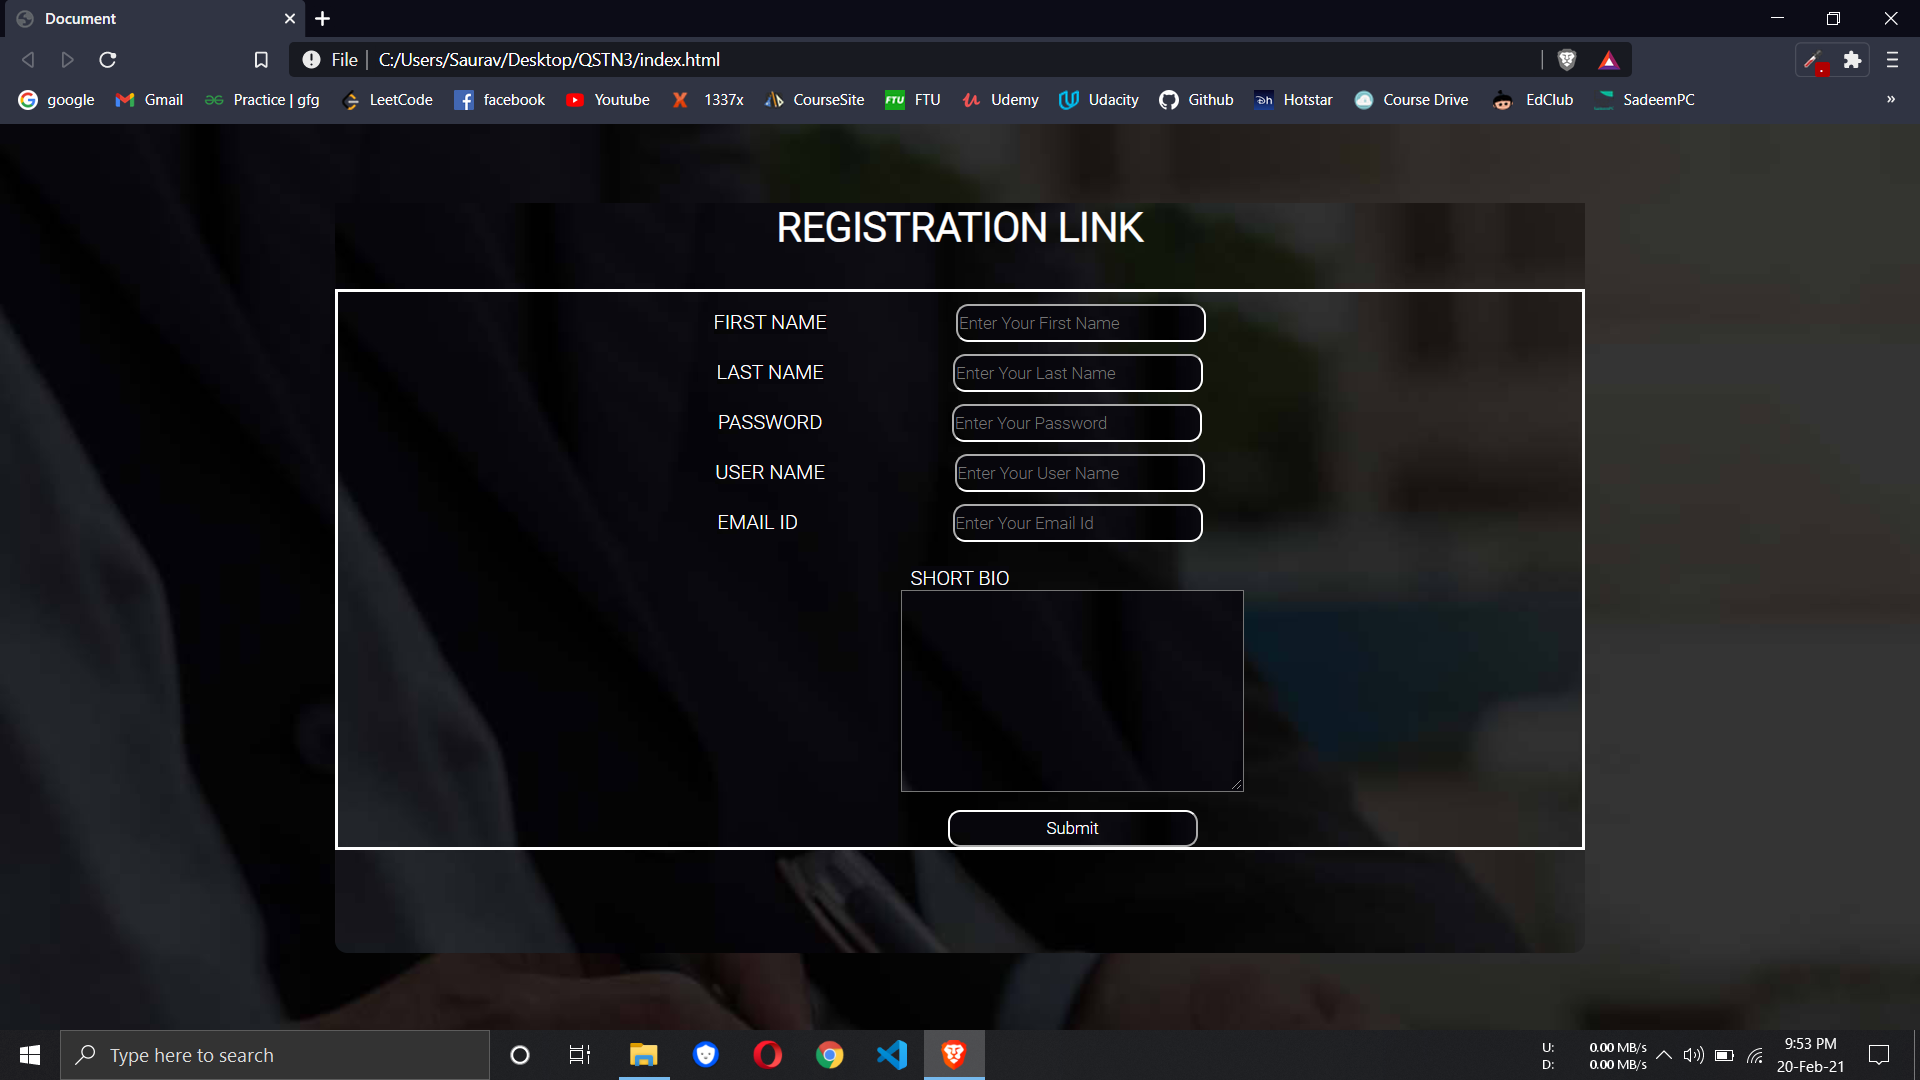 Document
File | C:/Users/Saurav/Desktop/QSTN3/index.html
google Gmail Practice | gfg LeetCode facebook Youtube 1337x CourseSite FTU FTU Udemy Udacity Github Dh Hotstar Course Drive EdClub SadeemPC »
REGISTRATION LINK
FIRST NAME Enter Your First Name
LAST NAME Enter Your Last Name
PASSWORD Enter Your Password
USER NAME Enter Your User Name
EMAIL ID Enter Your Email Id
SHORT BIO
Submit
Type here to search
U: 0.00 MB/s
D: 0.00 MB/s
9:53 PM
20-Feb-21